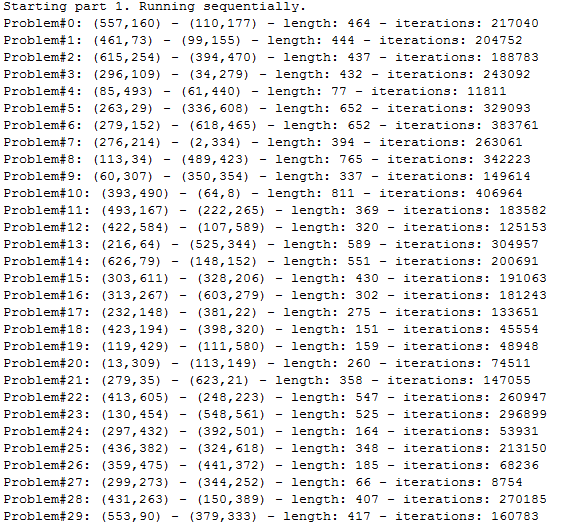 Starting part 1. Running sequentially.
Problem#0: (557,160) - (110,177) - length: 464 - iterations: 217040
Problem#1: (461,73) - (99,155) - length: 444 - iterations: 204752
Problem#2: (615,254) - (394,470) - length: 437 - iterations: 188783
Problem#3: (296,109) - (34,279) - length: 432 - iterations: 243092
Problem#4: (85,493) - (61,440) - length: 77 - iterations: 11811
Problem#5: (263,29) - (336,608) - length: 652 - iterations: 329093
Problem#6: (279,152) - (618,465) - length: 652 - iterations: 383761
Problem#7: (276,214) - (2,334) - length: 394 - iterations: 263061
Problem#8: (113,34) - (489,423) - length: 765 - iterations: 342223
Problem#9: (60,307) - (350,354) - length: 337 - iterations: 149614
Problem#10: (393,490) - (64,8) - length: 811 - iterations: 406964
Problem#11: (493,167) - (222,265) - length: 369 - iterations: 183582
Problem#12: (422,584) - (107,589) - length: 320 - iterations: 125153
Problem#13: (216,64) - (525,344) - length: 589 - iterations: 304957
Problem#14: (626,79) - (148,152) - length: 551 - iterations: 200691
Problem#15: (303,611) - (328,206) - length: 430 - iterations: 191063
Problem#16: (313,267) - (603,279) - length: 302 - iterations: 181243
Problem#17: (232,148) - (381,22) - length: 275 - iterations: 133651
Problem#18: (423,194) - (398,320) - length: 151 - iterations: 45554
Problem#19: (119,429) - (111,580) - length: 159 - iterations: 48948
Problem#20: (13,309) - (113,149) - length: 260 - iterations: 74511
Problem#21: (279,35) - (623,21) - length: 358 - iterations: 147055
Problem#22: (413,605) - (248,223) - length: 547 - iterations: 260947
Problem#23: (130,454) - (548,561) - length: 525 - iterations: 296899
Problem#24: (297,432) - (392,501) - length: 164 - iterations: 53931
Problem#25: (436,382) - (324,618) - length: 348 - iterations: 213150
Problem#26: (359,475) - (441,372) - length: 185 - iterations: 68236
Problem#27: (299,273) - (344,252) - length: 66 - iterations: 8754
Problem#28: (431,263) - (150,389) - length: 407 - iterations: 270185
Problem#29: (553,90) - (379,333) - length: 417 - iterations: 160783